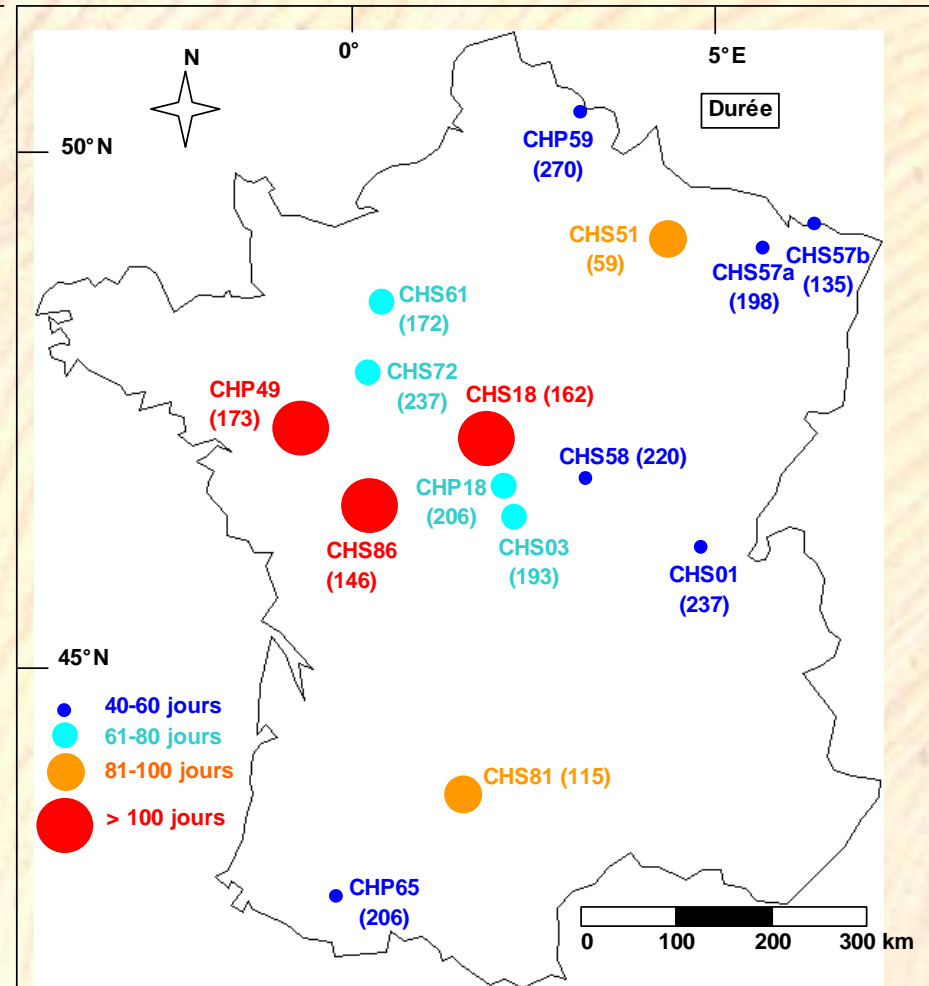 0°
5°E
N
Durée
50°N
CHP59
(270)
CHS51
(59)
CHS57b
(135)
CHS57a
(198)
CHS61
(172)
CHS72
(237)
CHP49
(173)
CHS18 (162)
CHS58 (220)
CHP18
(206)
CHS03
(193)
CHS86
(146)
CHS01
(237)
45°N
40-60 jours
61-80 jours
81-100 jours
> 100 jours
CHS81 (115)
CHP65
(206)
0 100 200 300 km